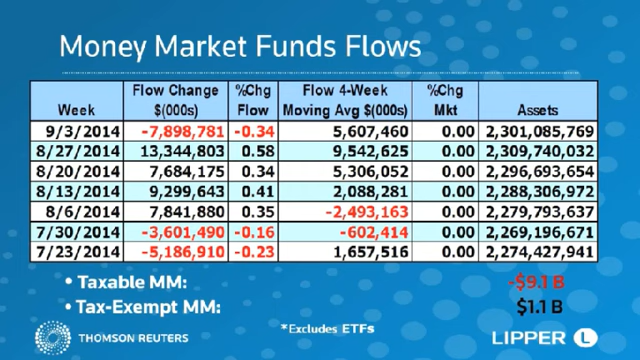 Money Market Funds Flows
Week Flow Change $(000s) %Chg Flow Flow 4-Week Moving Avg $(000s) %Chg Mkt Assets
9/3/2014 -7,898,781 -0.34 5,607,460 0.00 2,301,085,769
8/27/2014 13,344,803 0.58 9,542,625 0.00 2,309,740,032
8/20/2014 7,684,175 0.34 5,306,052 0.00 2,296,693,654
8/13/2014 9,299,643 0.41 2,088,281 0.00 2,288,306,972
8/6/2014 7,841,880 0.35 -2,493,163 0.00 2,279,793,637
7/30/2014 -3,601,490 -0.16 -602,414 0.00 2,269,196,671
7/23/2014 -5,186,910 -0.23 1,657,516 0.00 2,274,427,941
• Taxable MM: -$9.1 B
• Tax-Exempt MM: $1.1 B
*Excludes ETFs
THOMSON REUTERS
LIPPER L